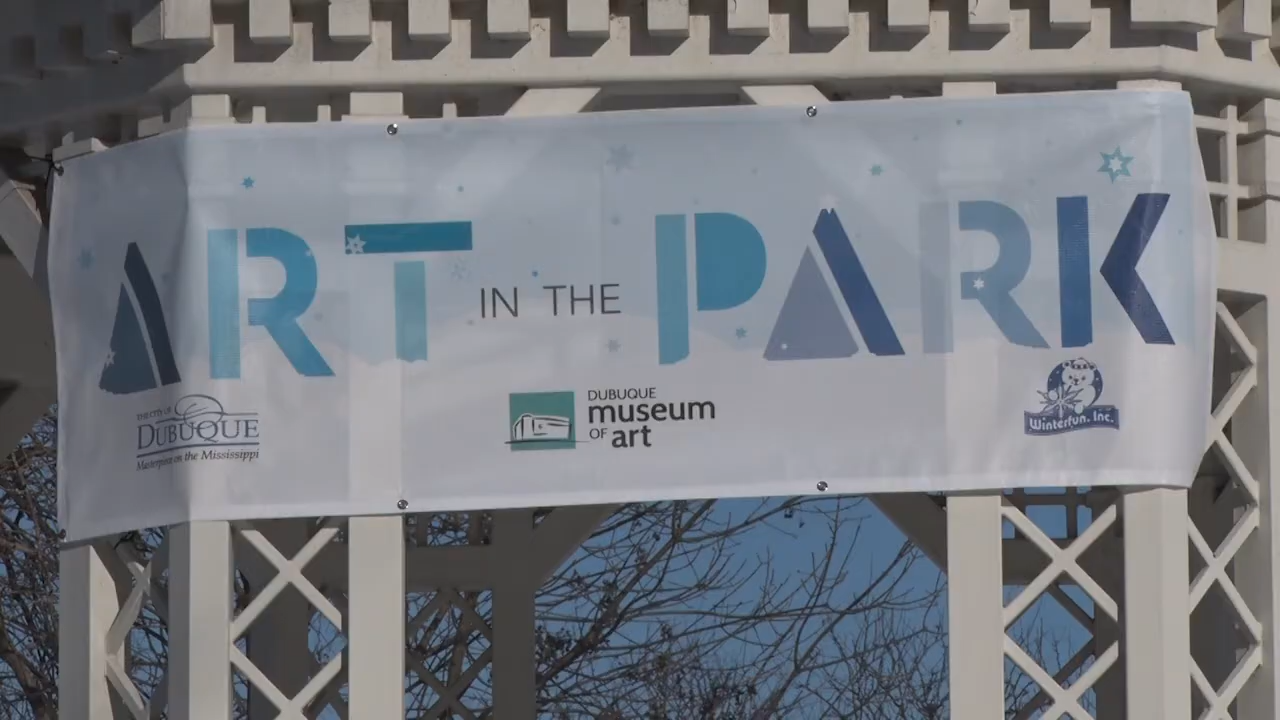 ART IN THE PARK
THE CITY OF
DUBUQUE
Masterpiece on the Mississippi
DUBUQUE
museum
OF art
Winterfun, Inc.